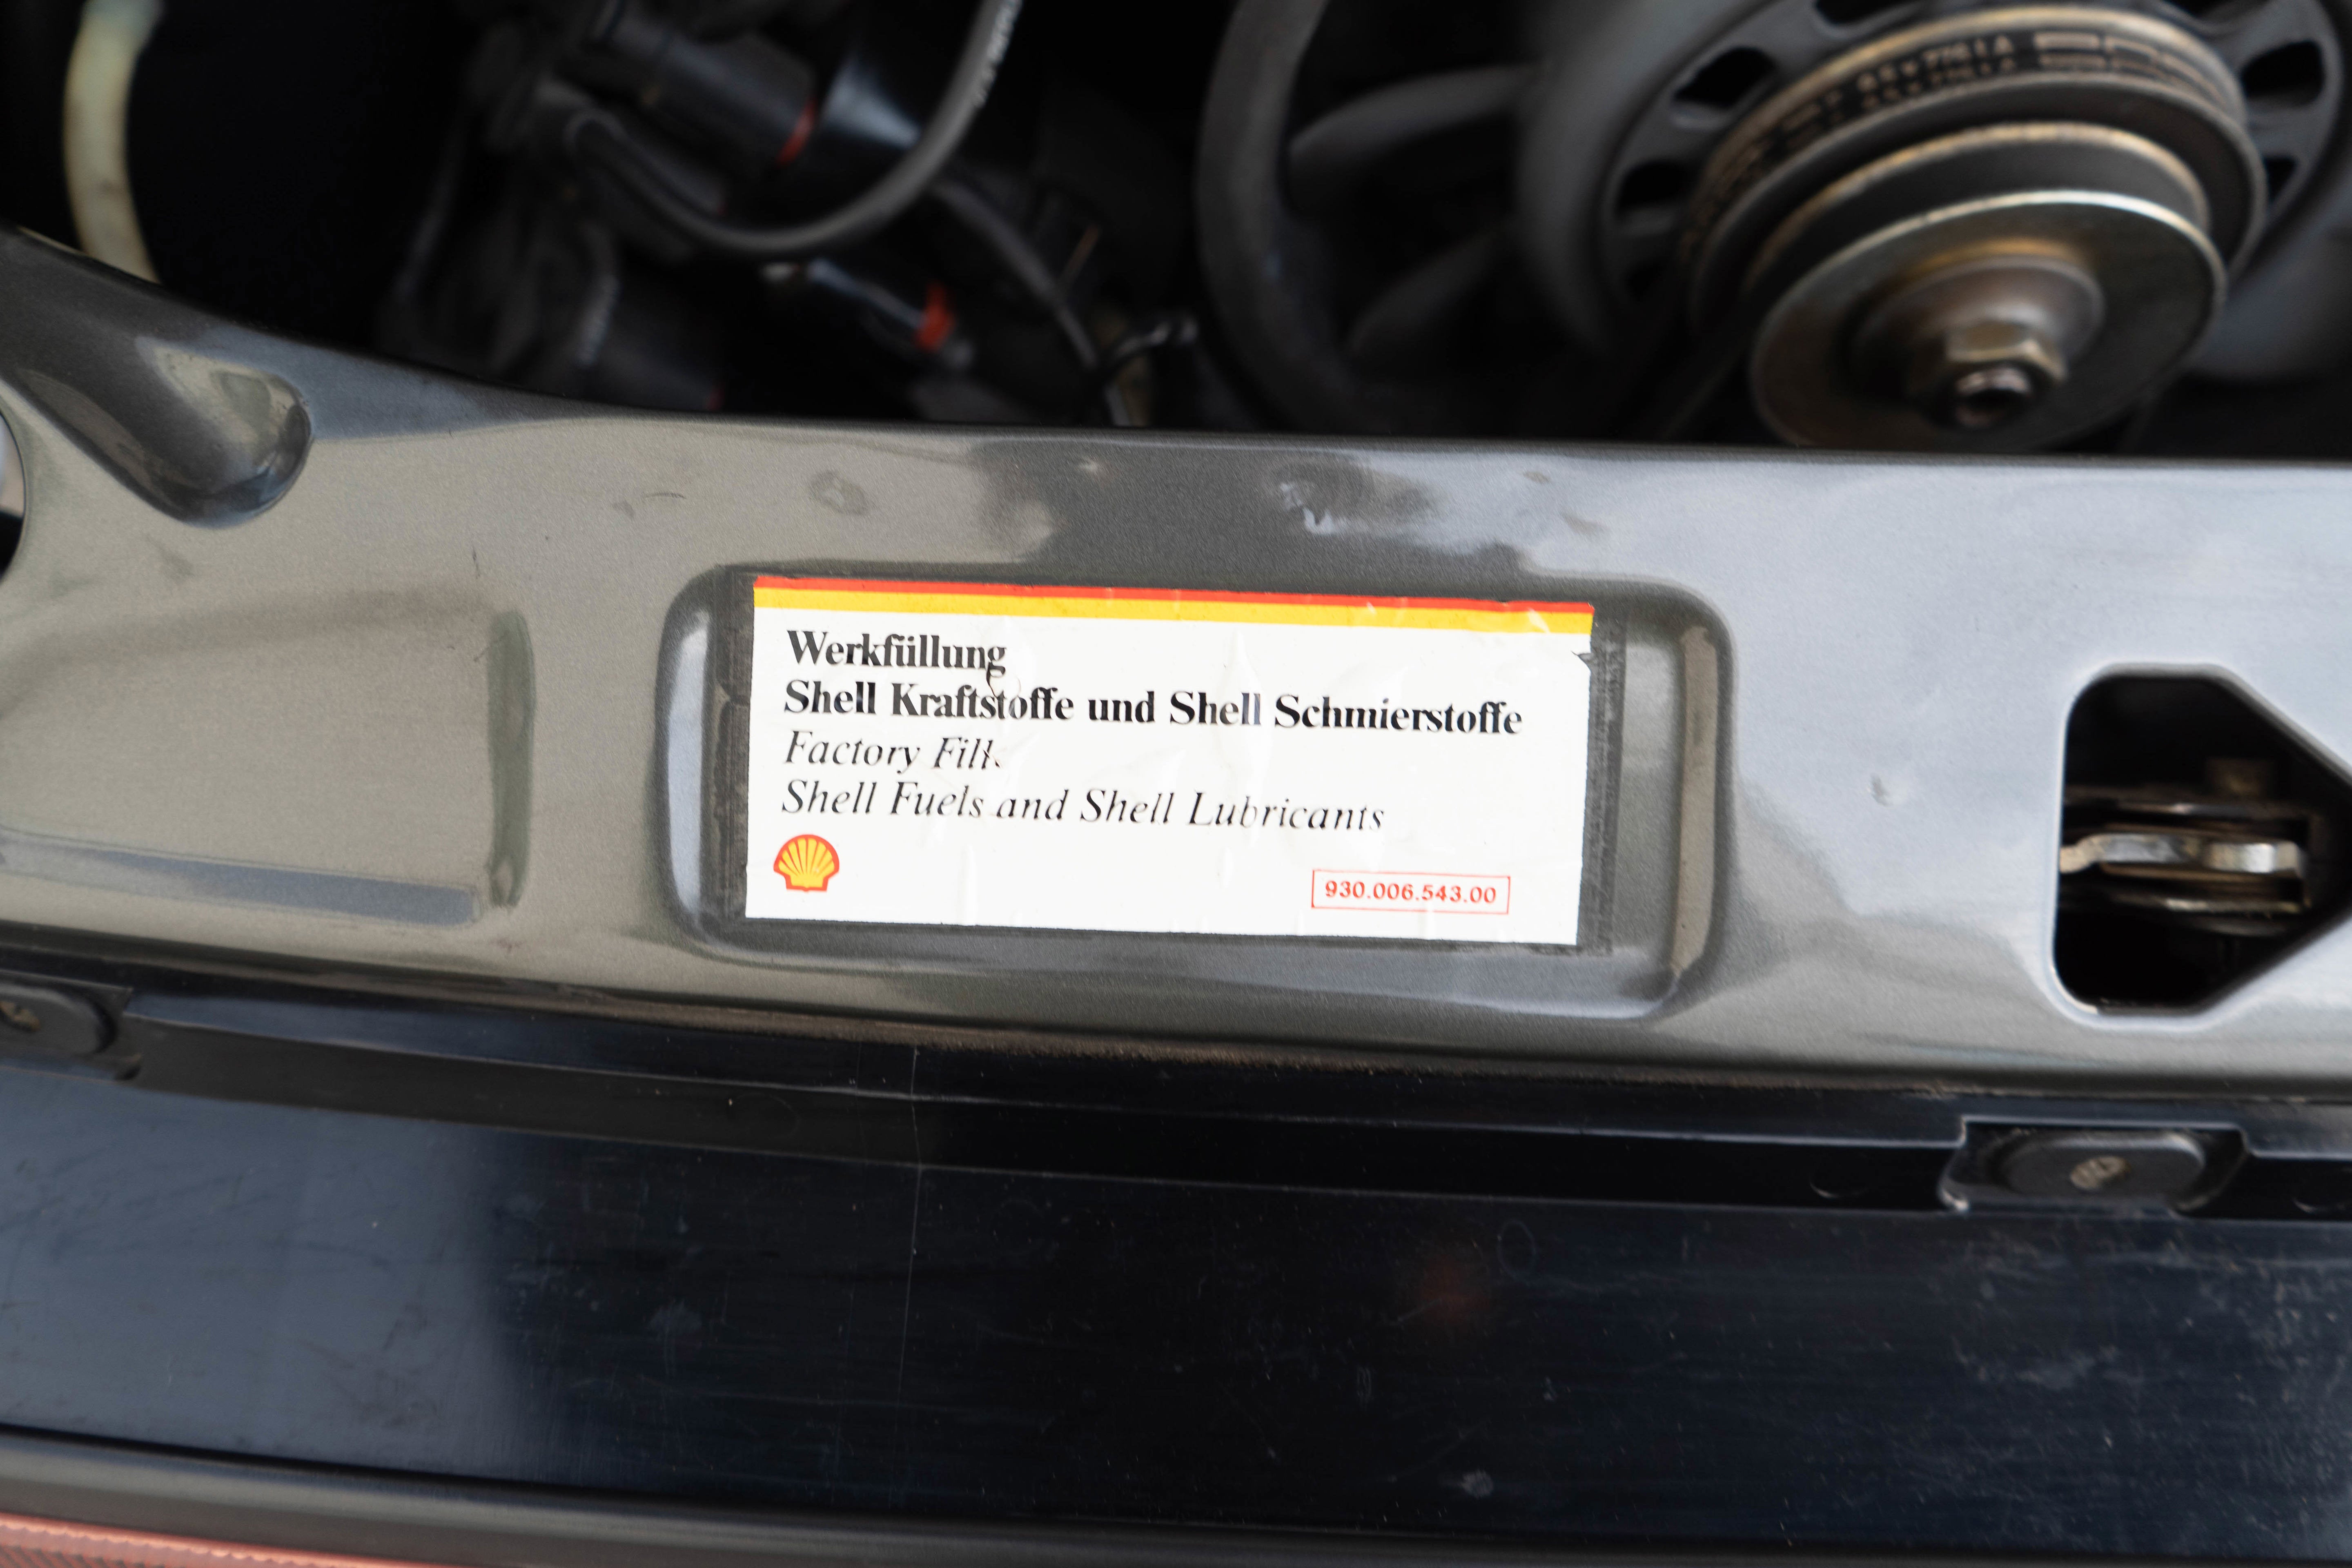 Werkfüllung
Shell Kraftstoffe und Shell Schmierstoffe
Factory Fill
Shell Fuels and Shell Lubricants
930.006.543.00